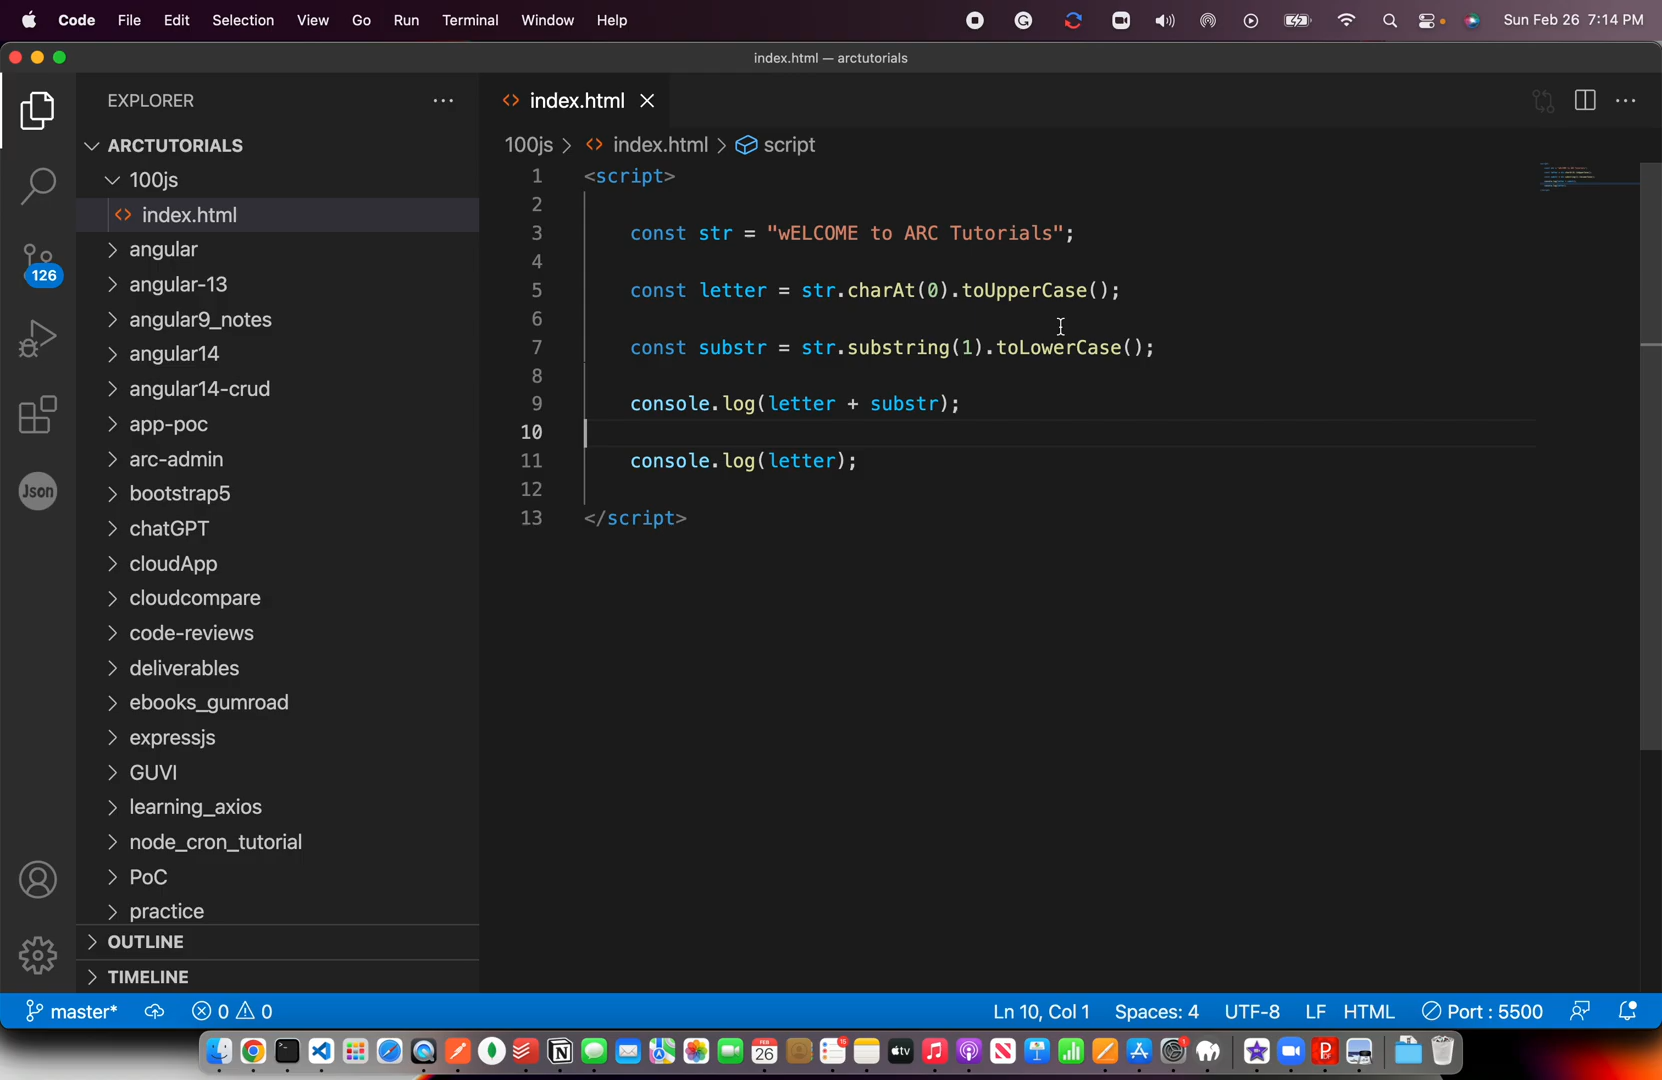 Code File Edit Selection View Go Run Terminal Window Help Sun Feb 26 7:14 PM
index.html — arctutorials
EXPLORER
ARCTUTORIALS
100js
index.html
angular
angular-13
angular9_notes
angular14
angular14-crud
app-poc
arc-admin
bootstrap5
chatGPT
cloudApp
cloudcompare
code-reviews
deliverables
ebooks_gumroad
expressjs
GUVI
learning_axios
node_cron_tutorial
PoC
practice
OUTLINE
TIMELINE
126
Json
index.html
100js > index.html > script
1 <script>
2
3 const str = "wELCOME to ARC Tutorials";
4
5 const letter = str.charAt(0).toUpperCase();
6
7 const substr = str.substring(1).toLowerCase();
8
9 console.log(letter + substr);
10
11 console.log(letter);
12
13 </script>
master* 0 0 Ln 10, Col 1 Spaces: 4 UTF-8 LF HTML Port : 5500
FEB
26
tv